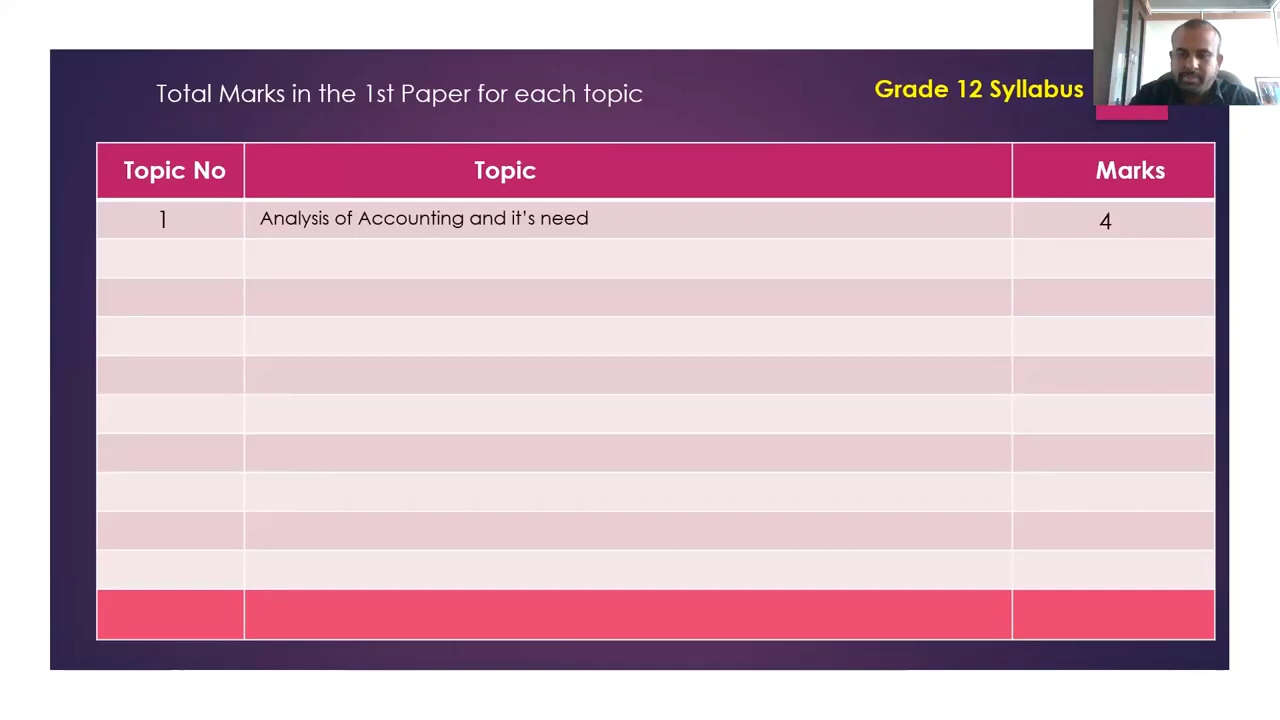 Total Marks in the 1st Paper for each topic
Grade 12 Syllabus
Topic No Topic Marks
1 Analysis of Accounting and it's need 4